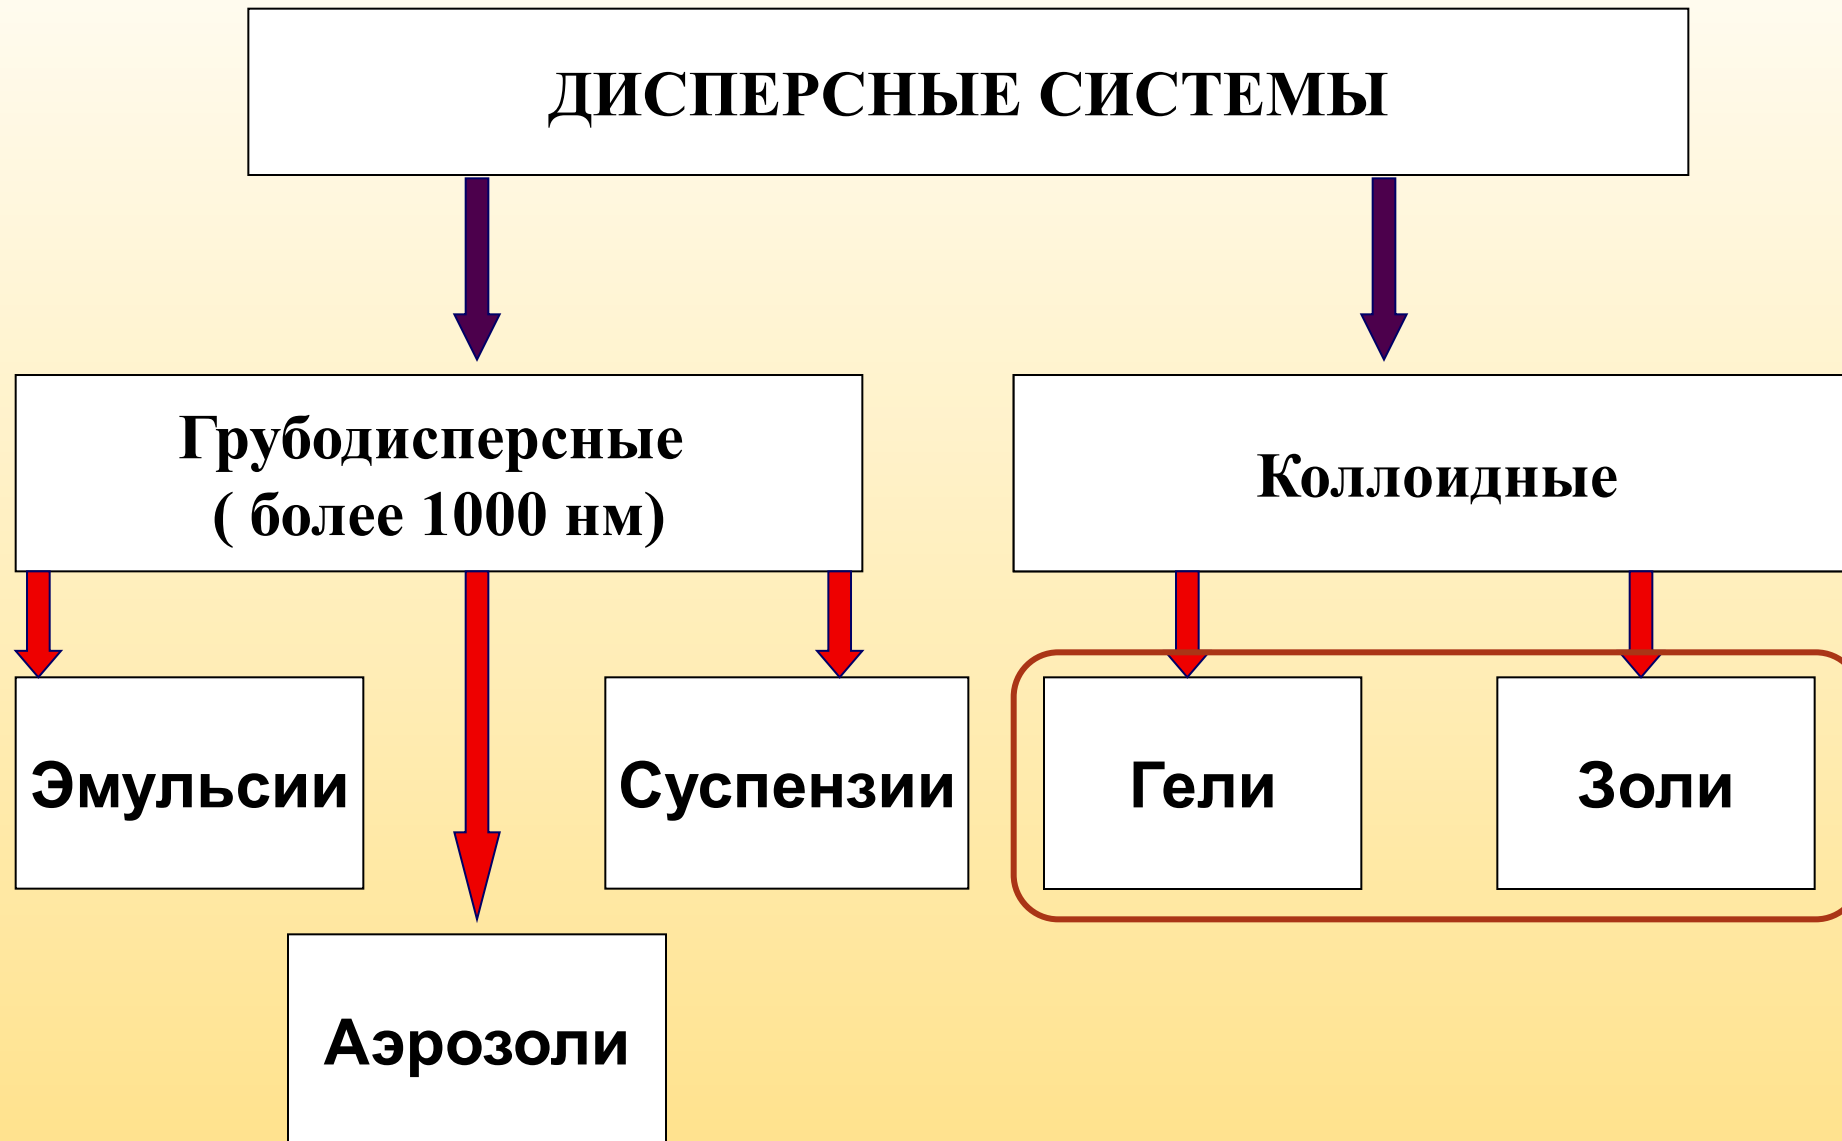 ДИСПЕРСНЫЕ СИСТЕМЫ
Грубодисперсные
( более 1000 нм)
Коллоидные
Эмульсии
Суспензии
Гели
Золи
Аэрозоли